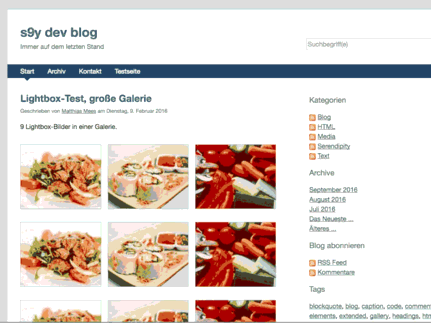 s9y dev blog
Immer auf dem letzten Stand
Suchbegriff(e)
Start Archiv Kontakt Testseite
Lightbox-Test, große Galerie
Geschrieben von Matthias Mees am Dienstag, 9. Februar 2016
9 Lightbox-Bilder in einer Galerie.
Kategorien
Blog
HTML
Media
Serendipity
Text
Archive
September 2016
August 2016
Juli 2016
Das Neueste ...
Älteres ...
Blog abonnieren
RSS Feed
Kommentare
Tags
blockquote, blog, caption, code, comment
elements, extended, gallery, headings, htm